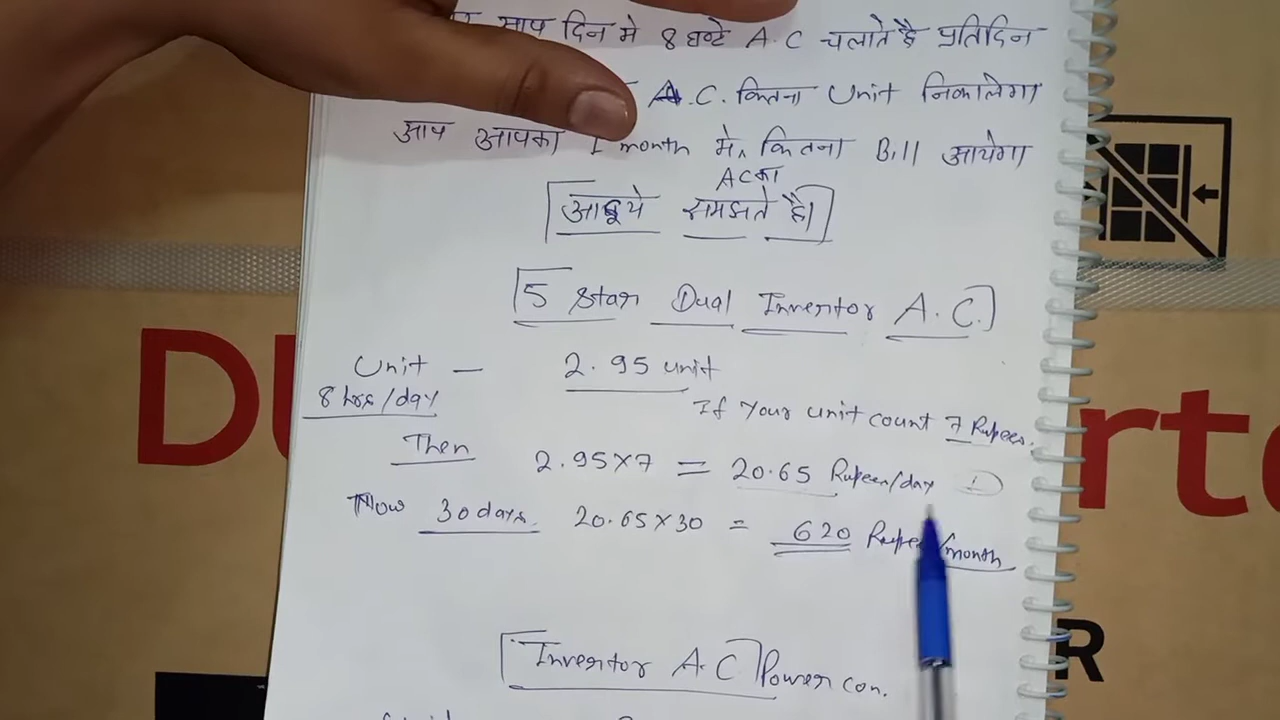 आप दिन मे 8 घण्टे A.C चलाते है प्रतिदिन
A.C. कितना Unit निकालेगा
आप आपका 1 month मे AC का कितना Bill आयेगा
आइये समझते है।
5 Star Dual Inverter A.C.
Unit — 2.95 unit
8 hrs/day
If your unit count 7 Rupees.
Then 2.95×7 = 20.65 Rupees/day
Now 30 days. 20.65×30 = 620 Rupees/month
Inverter A.C Power con.
R